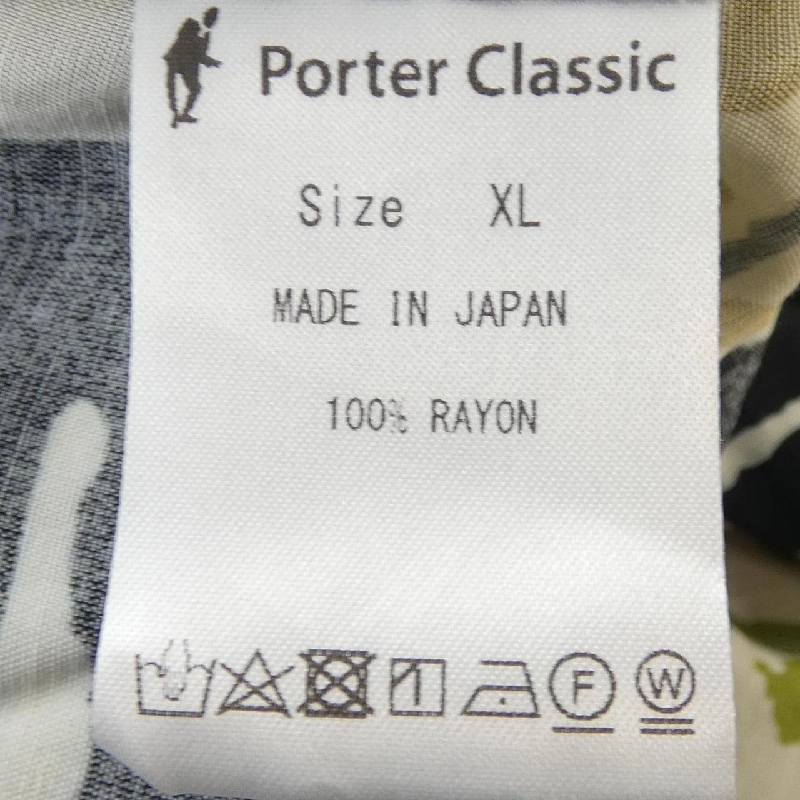 Porter Classic
Size XL
MADE IN JAPAN
100% RAYON
F W